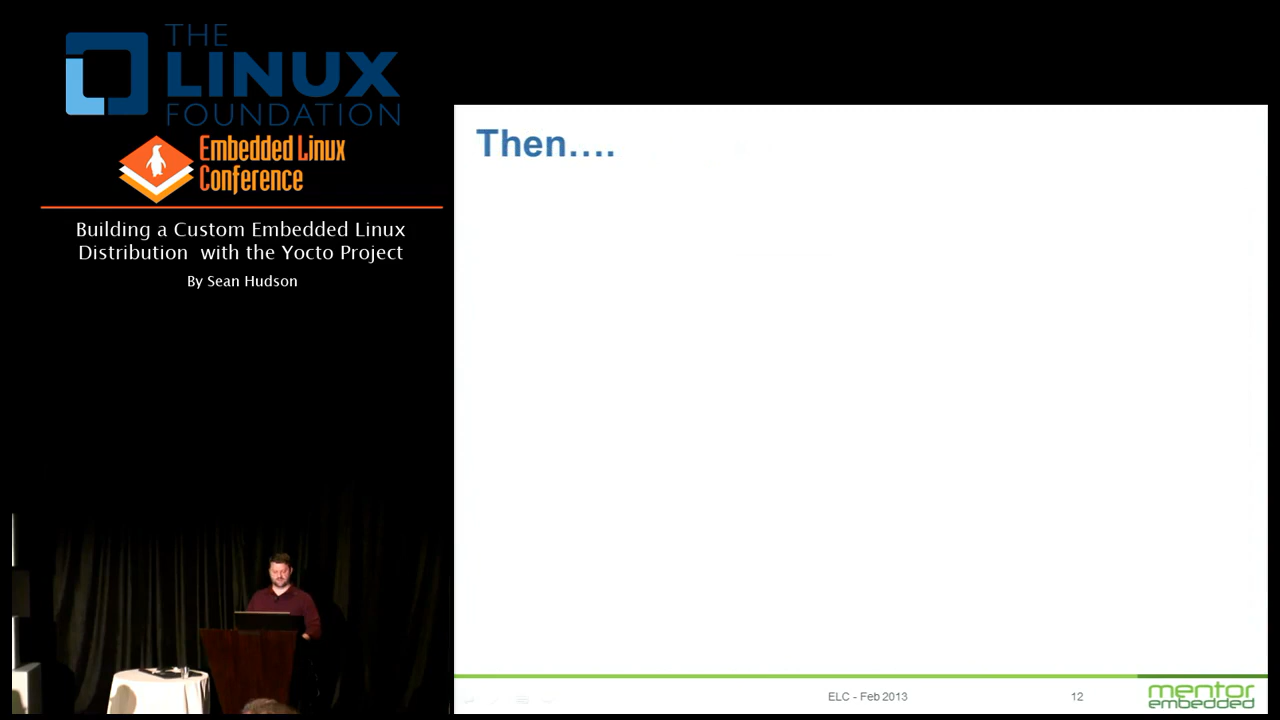 THE
LINUX
FOUNDATION
Embedded Linux
Conference
Building a Custom Embedded Linux
Distribution with the Yocto Project
By Sean Hudson
Then....
ELC - Feb 2013
12
mentor
embedded